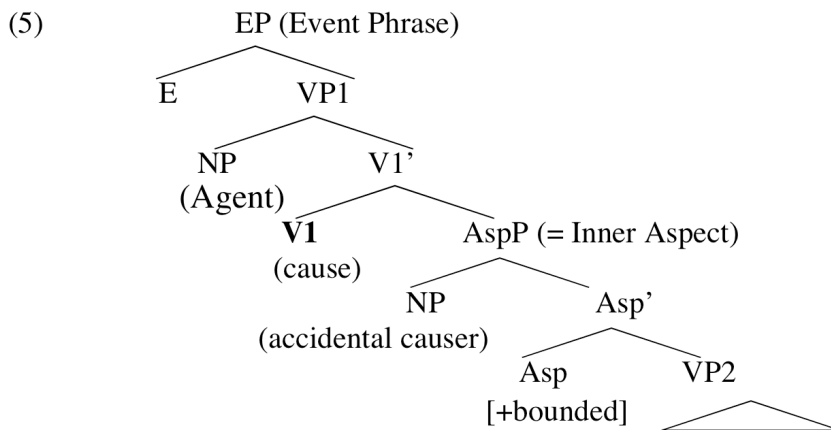 (5) EP (Event Phrase)
E VP1
NP V1’
(Agent)
V1 AspP (= Inner Aspect)
(cause)
NP Asp’
(accidental causer)
Asp VP2
[+bounded]